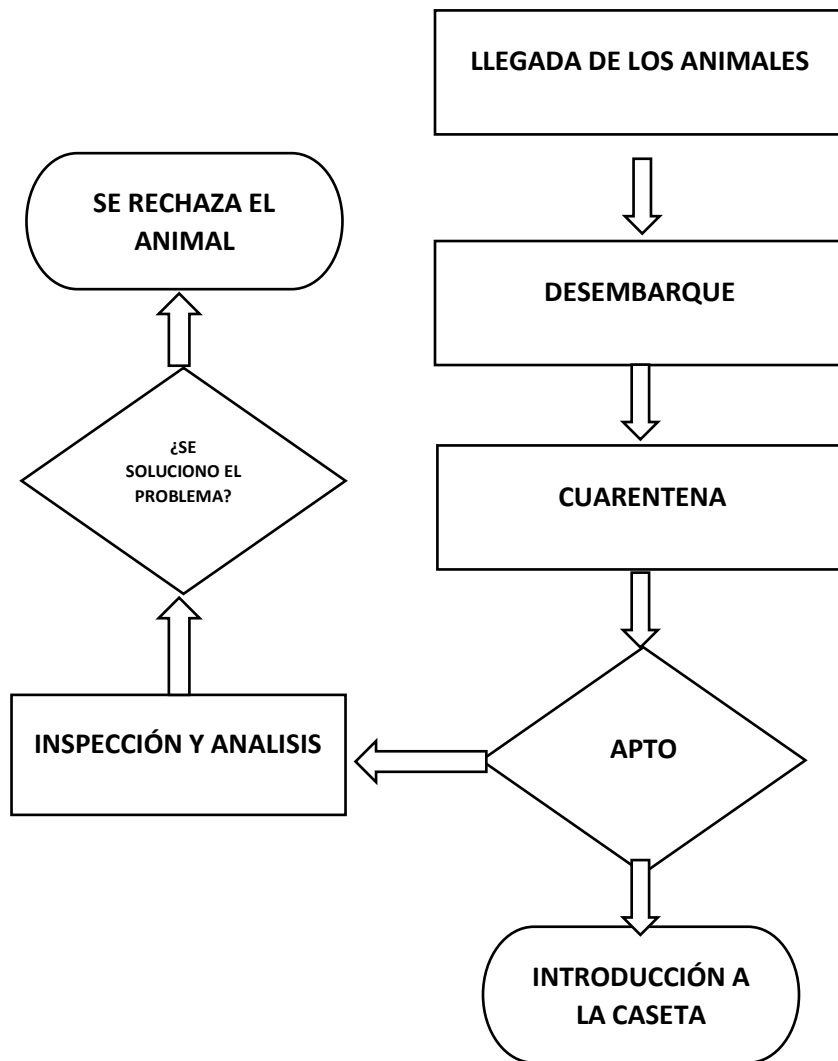 LLEGADA DE LOS ANIMALES
DESEMBARQUE
CUARENTENA
APTO
INTRODUCCIÓN A
LA CASETA
INSPECCIÓN Y ANALISIS
¿SE
SOLUCIONO EL
PROBLEMA?
SE RECHAZA EL
ANIMAL